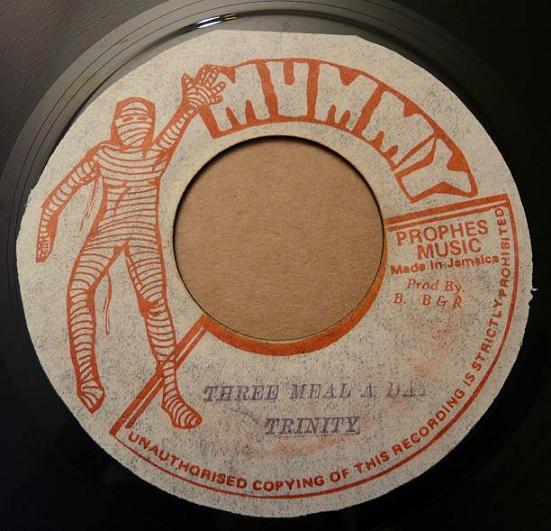 MUMMY
PROPHES
MUSIC
Made In Jamaica
Prod By.
B. B & R
THREE MEAL A DAY
TRINITY
UNAUTHORISED COPYING OF THIS RECORDING IS STRICTLY PROHIBITED